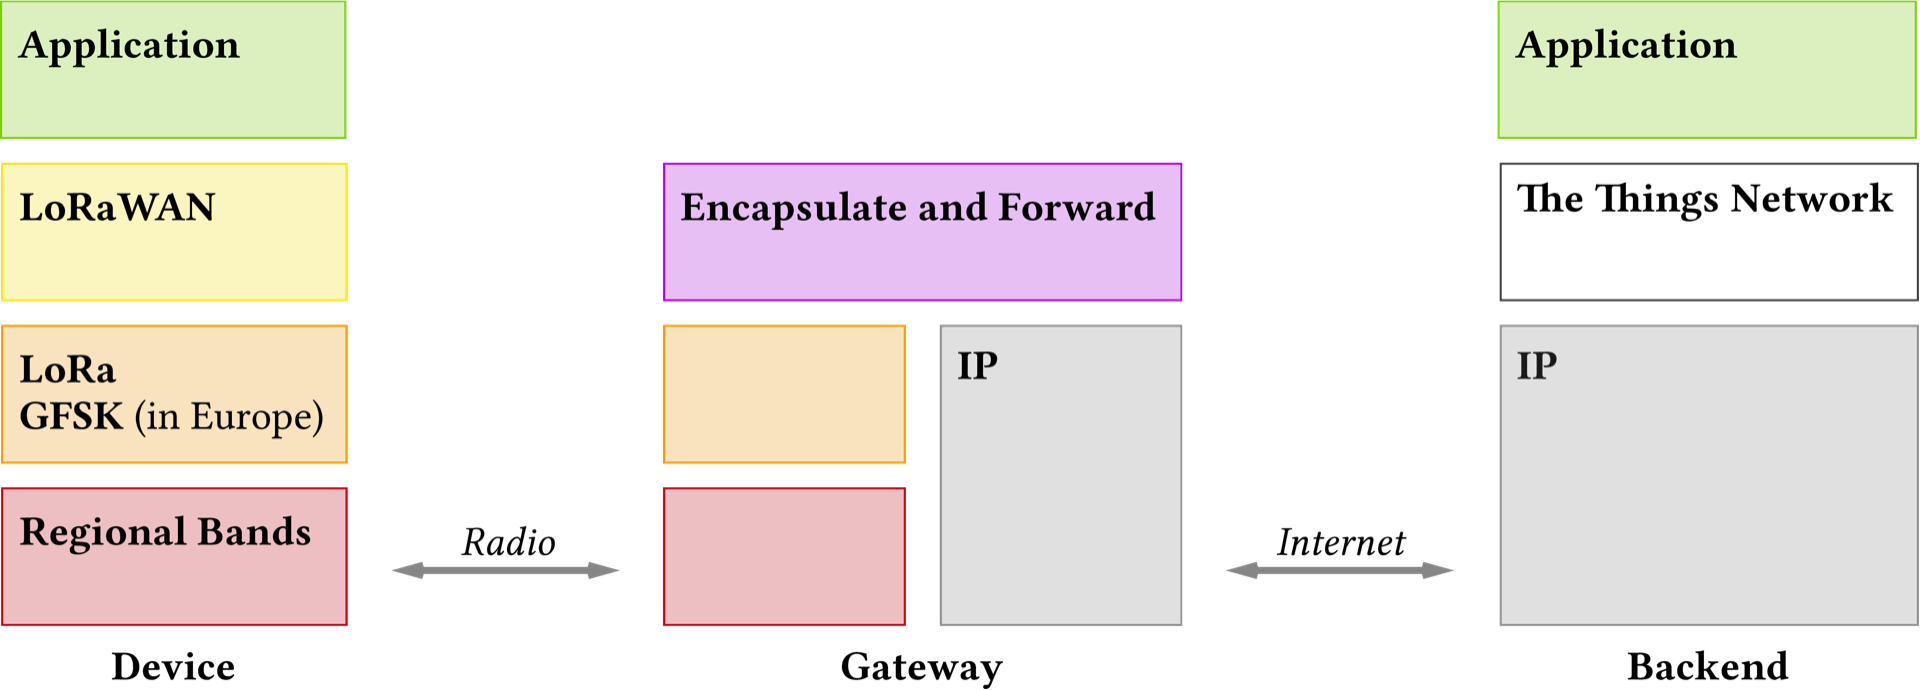 Application
Application
LoRaWAN
Encapsulate and Forward
The Things Network
LoRa
GFSK (in Europe)
IP
IP
Regional Bands
Radio
Internet
Device
Gateway
Backend